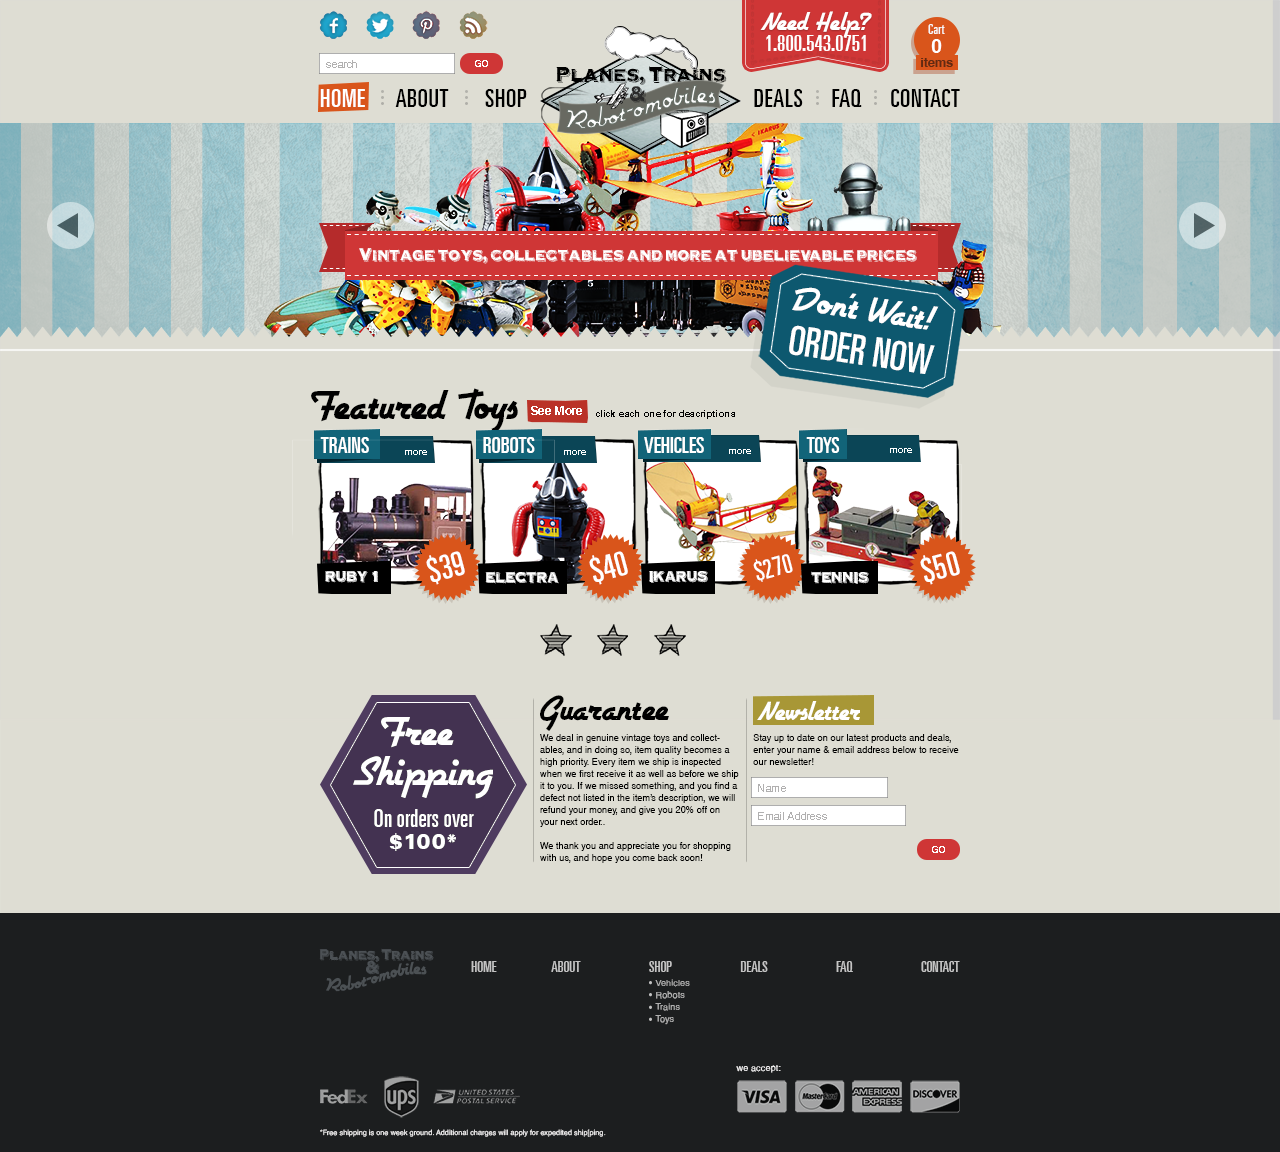 Need Help?
1.800.543.0751
Cart
0
items
search
GO
PLANES, TRAINS
&
Robot-omobiles
HOME
ABOUT
SHOP
DEALS
FAQ
CONTACT
IKARUS
VINTAGE TOYS, COLLECTABLES AND MORE AT UBELIEVABLE PRICES
Don't Wait!
ORDER NOW
Featured Toys
See More
click each one for descriptions
TRAINS
more
ROBOTS
more
VEHICLES
more
TOYS
more
RUBY 1
$39
ELECTRA
$40
IKARUS
$270
TENNIS
$50
Free
Shipping
On orders over
$100*
Guarantee
We deal in genuine vintage toys and collect-
ables, and in doing so, item quality becomes a
high priority. Every item we ship is inspected
when we first receive it as well as before we ship
it to you. If we missed something, and you find a
defect not listed in the item's description, we will
refund your money, and give you 20% off on
your next order..
We thank you and appreciate you for shopping
with us, and hope you come back soon!
Newsletter
Stay up to date on our latest products and deals,
enter your name & email address below to receive
our newsletter!
Name
Email Address
GO
PLANES, TRAINS
&
Robot-omobiles
HOME
ABOUT
SHOP
DEALS
FAQ
CONTACT
• Vehicles
• Robots
• Trains
• Toys
we accept:
FedEx
ups
UNITED STATES
POSTAL SERVICE
VISA
MasterCard
AMERICAN
EXPRESS
DISCOVER
*Free shipping is one week ground. Additional charges will apply for expedited shipping.